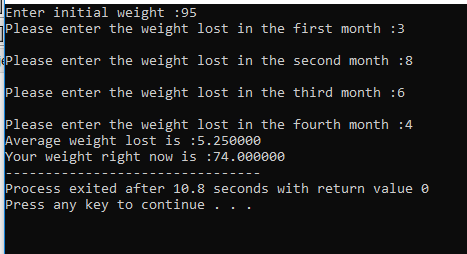 Enter initial weight :95
Please enter the weight lost in the first month :3
Please enter the weight lost in the second month :8
Please enter the weight lost in the third month :6
Please enter the weight lost in the fourth month :4
Average weight lost is :5.250000
Your weight right now is :74.000000
--------------------------------
Process exited after 10.8 seconds with return value 0
Press any key to continue . . .